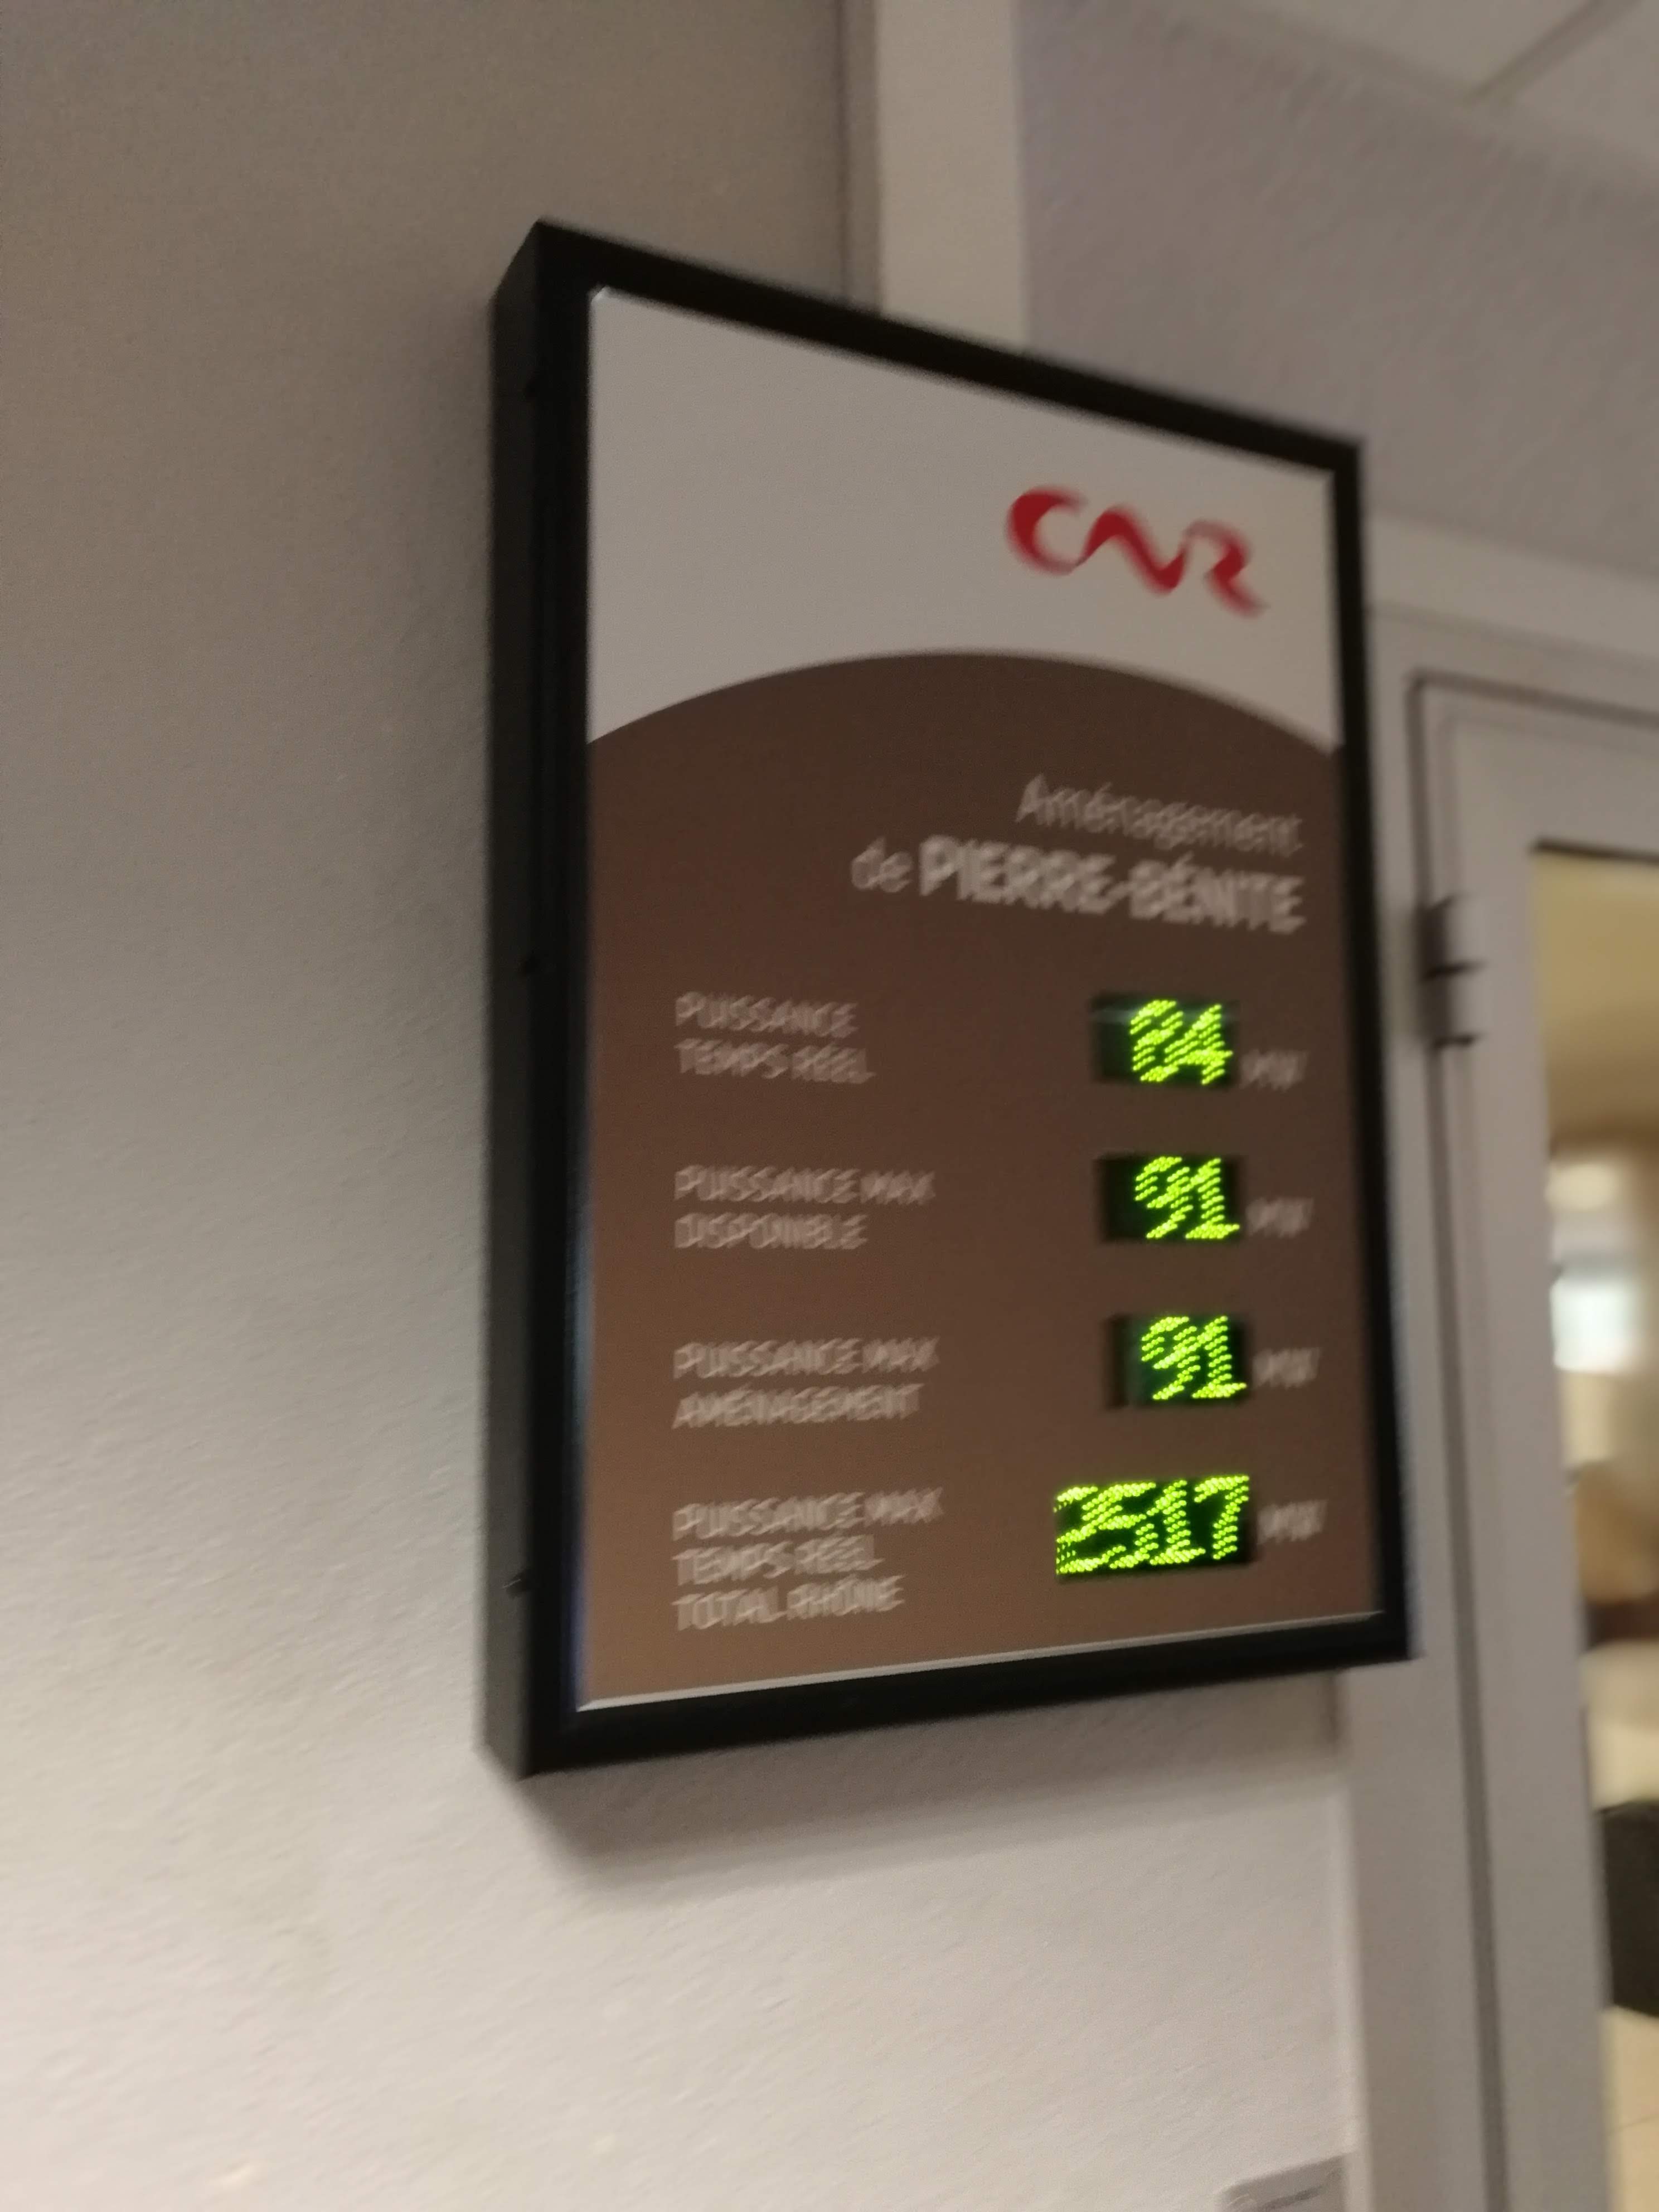 CNR
Aménagement
de PIERRE-BÉNITE
PUISSANCE
TEMPS RÉEL
84 MW
PUISSANCE MAX
DISPONIBLE
91 MW
PUISSANCE MAX
AMÉNAGEMENT
91 MW
PUISSANCE MAX
TEMPS RÉEL
TOTAL RHÔNE
2517 MW